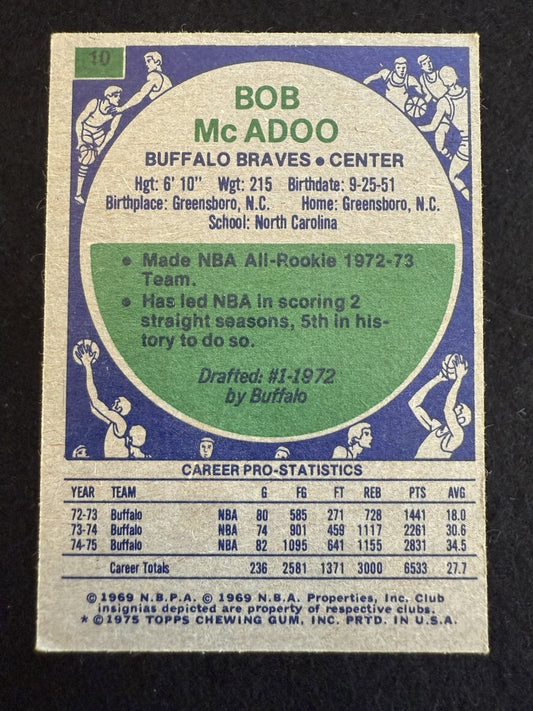 10
BOB
McADOO
BUFFALO BRAVES • CENTER
Hgt: 6' 10" Wgt: 215 Birthdate: 9-25-51
Birthplace: Greensboro, N.C. Home: Greensboro, N.C.
School: North Carolina
• Made NBA All-Rookie 1972-73
Team.
• Has led NBA in scoring 2
straight seasons, 5th in his-
tory to do so.
Drafted: #1-1972
by Buffalo
CAREER PRO-STATISTICS
YEAR TEAM G FG FT REB PTS AVG
72-73 Buffalo NBA 80 585 271 728 1441 18.0
73-74 Buffalo NBA 74 901 459 1117 2261 30.6
74-75 Buffalo NBA 82 1095 641 1155 2831 34.5
Career Totals 236 2581 1371 3000 6533 27.7
© 1969 N.B.P.A. © 1969 N.B.A. Properties, Inc. Club
insignias depicted are property of respective clubs.
* © 1975 TOPPS CHEWING GUM, INC. PRTD. IN U.S.A.